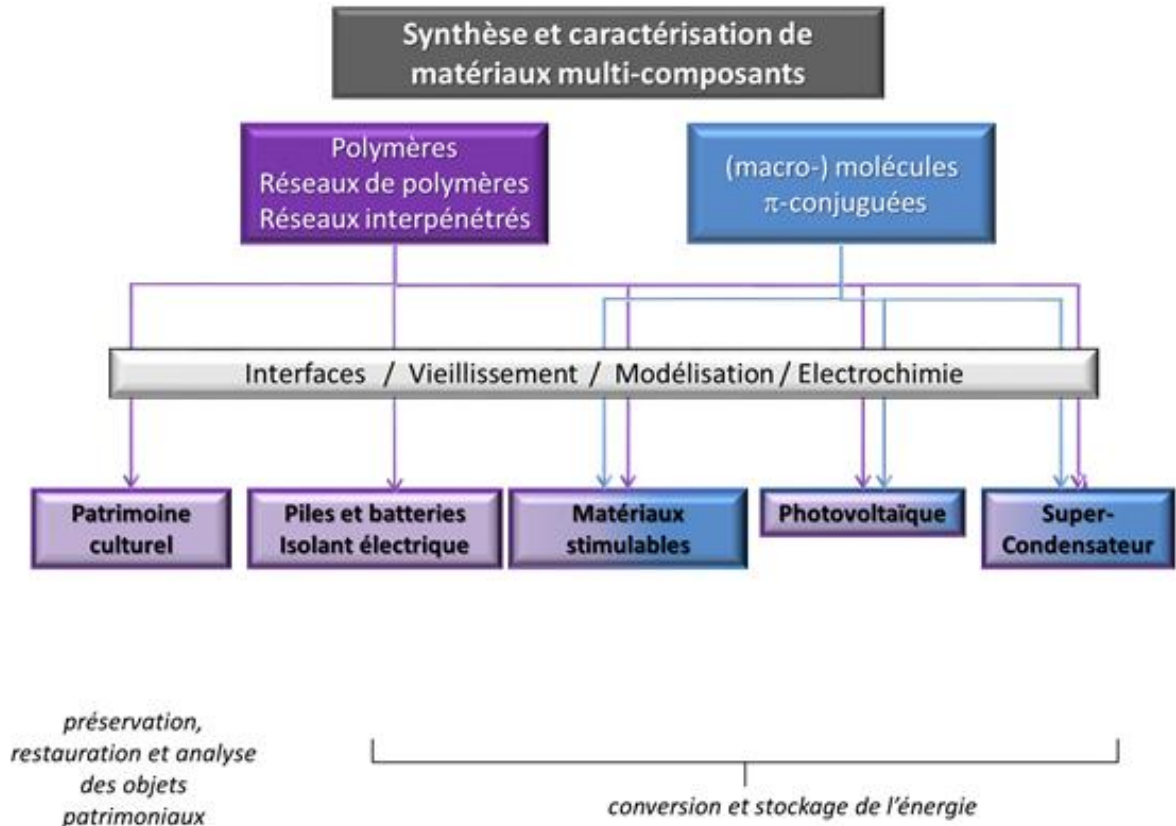 Synthèse et caractérisation de
matériaux multi-composants
Polymères
Réseaux de polymères
Réseaux interpénétrés
(macro-) molécules
π-conjuguées
Interfaces / Vieillissement / Modélisation / Electrochimie
Patrimoine
culturel
Piles et batteries
Isolant électrique
Matériaux
stimulables
Photovoltaïque
Super-
Condensateur
préservation,
restauration et analyse
des objets
patrimoniaux
conversion et stockage de l'énergie